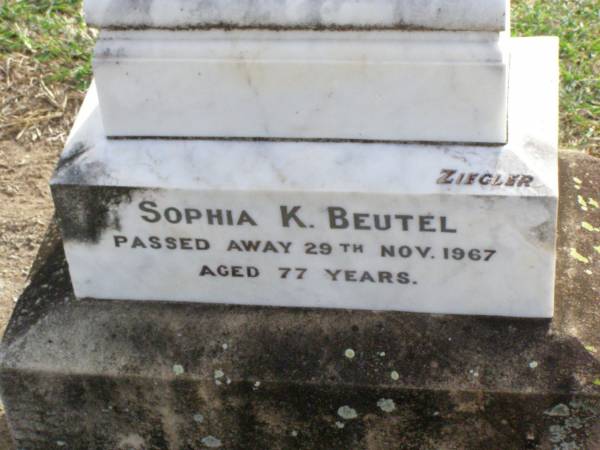 ZIEGLER
SOPHIA K. BEUTEL
PASSED AWAY 29TH NOV. 1967
AGED 77 YEARS.